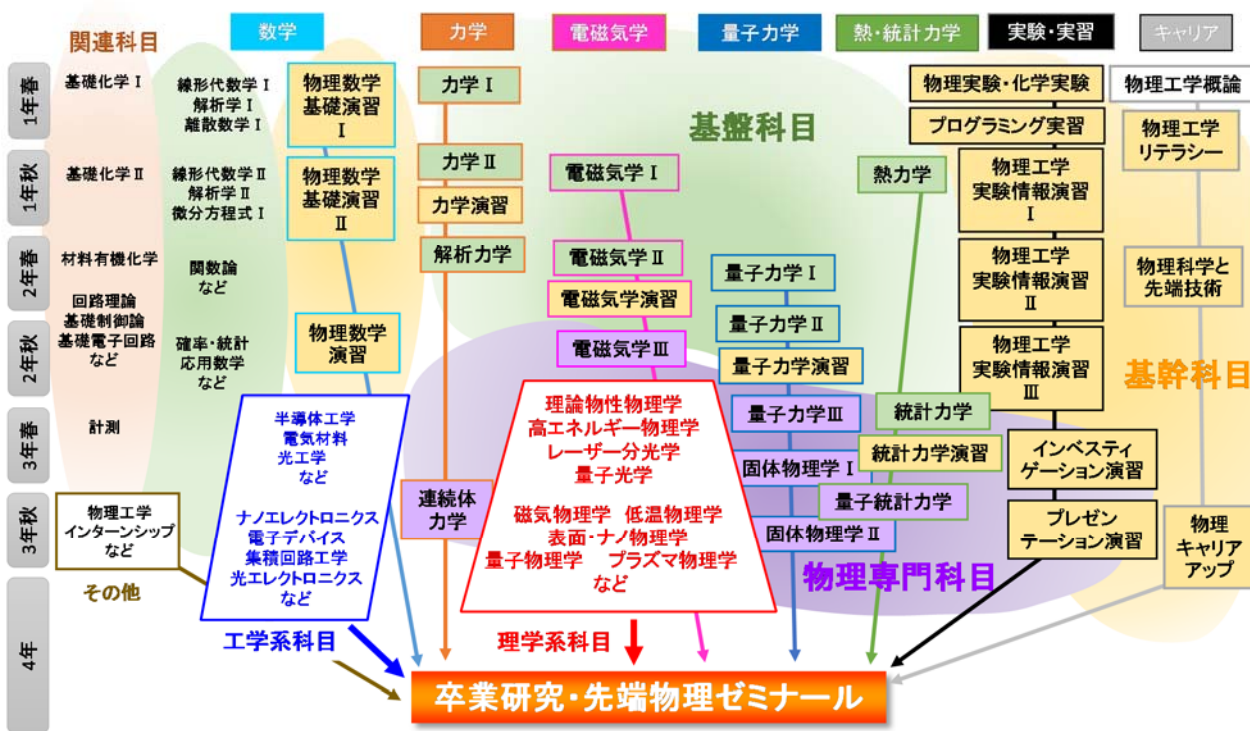 関連科目
数学
力学
電磁気学
量子力学
熱・統計力学
実験・実習
キャリア
1年春
基礎化学Ⅰ
線形代数学Ⅰ
解析学Ⅰ
離散数学Ⅰ
物理数学
基礎演習
Ⅰ
力学Ⅰ
基盤科目
物理実験・化学実験
プログラミング実習
物理工学概論
物理工学
リテラシー
1年秋
基礎化学Ⅱ
線形代数学Ⅱ
解析学Ⅱ
微分方程式Ⅰ
物理数学
基礎演習
Ⅱ
力学Ⅱ
力学演習
電磁気学Ⅰ
熱力学
物理工学
実験情報演習
Ⅰ
2年春
材料有機化学
回路理論
基礎制御論
基礎電子回路
など
関数論
など
解析力学
電磁気学Ⅱ
電磁気学演習
量子力学Ⅰ
物理工学
実験情報演習
Ⅱ
物理科学と
先端技術
2年秋
確率・統計
応用数学
など
物理数学
演習
電磁気学Ⅲ
量子力学Ⅱ
量子力学演習
物理工学
実験情報演習
Ⅲ
基幹科目
3年春
計測
半導体工学
電気材料
光工学
など
理論物性物理学
高エネルギー物理学
レーザー分光学
量子光学
量子力学Ⅲ
固体物理学Ⅰ
統計力学
統計力学演習
インベスティ
ゲーション演習
3年秋
物理工学
インターンシップ
など
その他
ナノエレクトロニクス
電子デバイス
集積回路工学
光エレクトロニクス
など
連続体
力学
磁気物理学 低温物理学
表面・ナノ物理学
量子物理学 プラズマ物理学
など
量子統計力学
固体物理学Ⅱ
物理専門科目
プレゼン
テーション演習
物理
キャリア
アップ
4年
工学系科目
理学系科目
卒業研究・先端物理ゼミナール